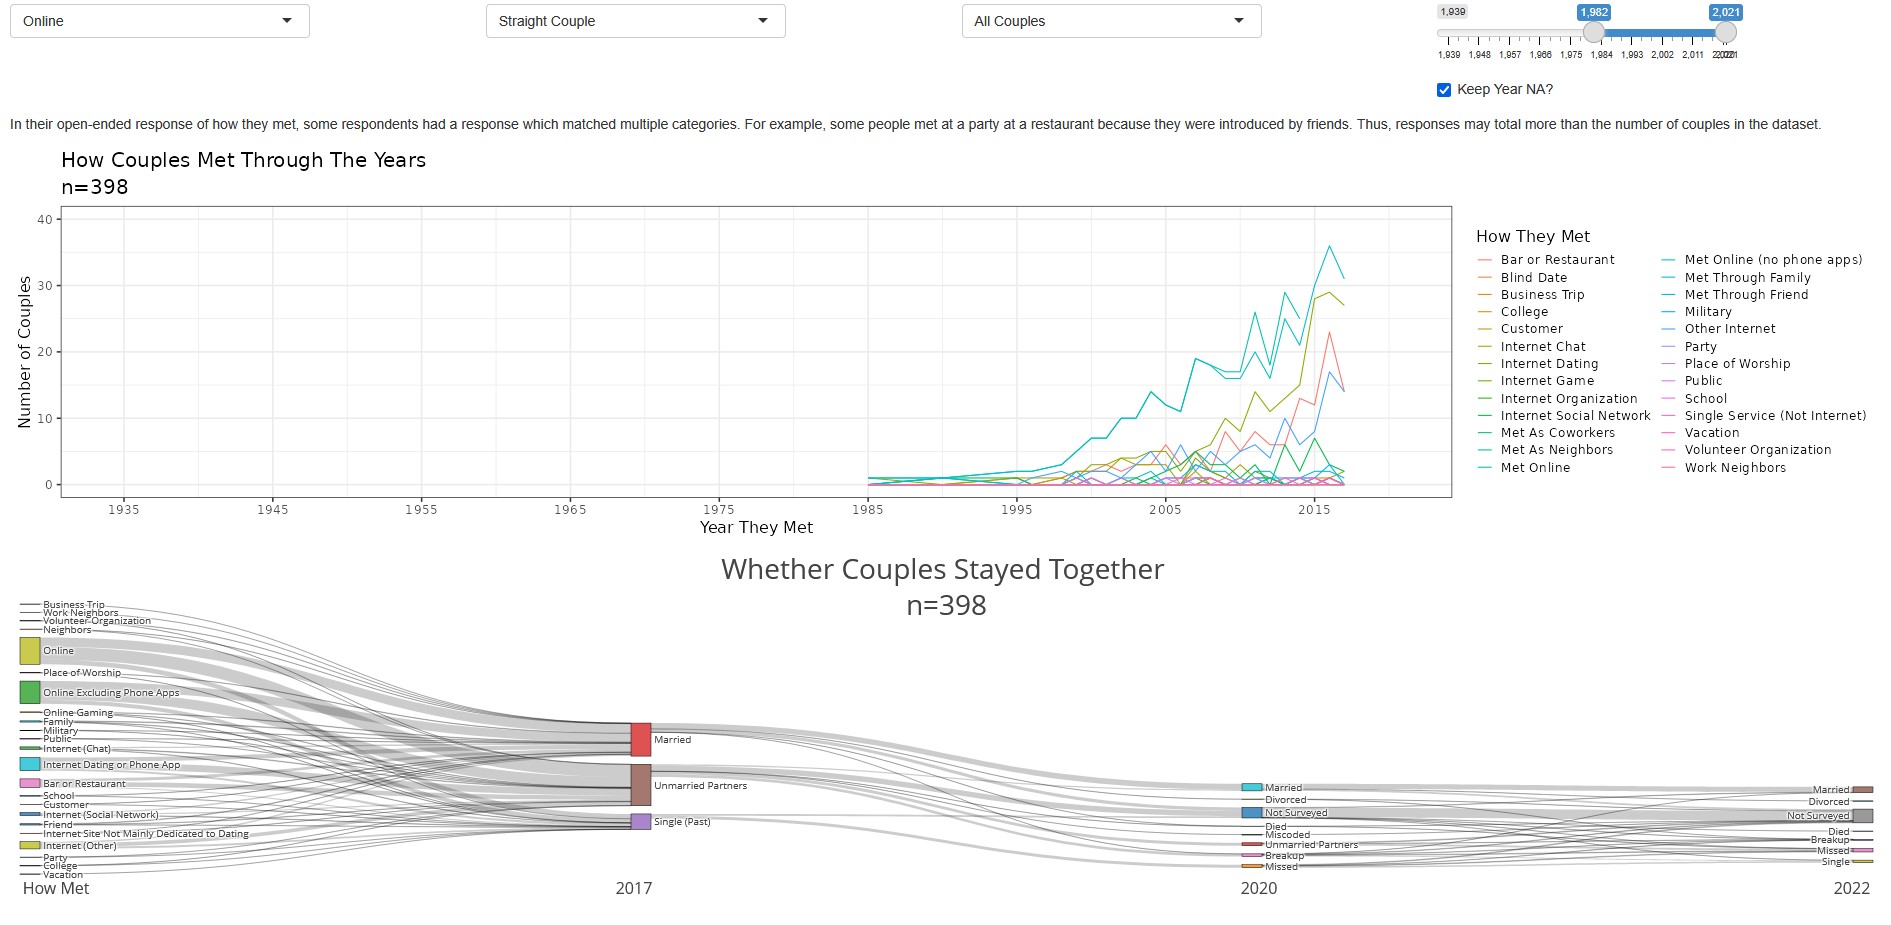 Online
Straight Couple
All Couples
1,939
1,982
2,021
1,939 1,948 1,957 1,966 1,975 1,984 1,993 2,002 2,011
Keep Year NA?
In their open-ended response of how they met, some respondents had a response which matched multiple categories. For example, some people met at a party at a restaurant because they were introduced by friends. Thus, responses may total more than the number of couples in the dataset.
How Couples Met Through The Years
n=398
Number of Couples
40
30
20
10
0
1935 1945 1955 1965 1975 1985 1995 2005 2015
Year They Met
How They Met
Bar or Restaurant
Blind Date
Business Trip
College
Customer
Internet Chat
Internet Dating
Internet Game
Internet Organization
Internet Social Network
Met As Coworkers
Met As Neighbors
Met Online
Met Online (no phone apps)
Met Through Family
Met Through Friend
Military
Other Internet
Party
Place of Worship
Public
School
Single Service (Not Internet)
Vacation
Volunteer Organization
Work Neighbors
Whether Couples Stayed Together
n=398
Business Trip
Work Neighbors
Volunteer Organization
Neighbors
Online
Place of Worship
Online Excluding Phone Apps
Online Gaming
Family
Military
Public
Internet (Chat)
Internet Dating or Phone App
Bar or Restaurant
School
Customer
Internet (Social Network)
Friend
Internet Site Not Mainly Dedicated to Dating
Internet (Other)
Party
College
Vacation
How Met
Married
Unmarried Partners
Single (Past)
2017
Married
Divorced
Not Surveyed
Died
Miscoded
Unmarried Partners
Breakup
Missed
2020
Married
Divorced
Not Surveyed
Died
Breakup
Missed
Single
2022